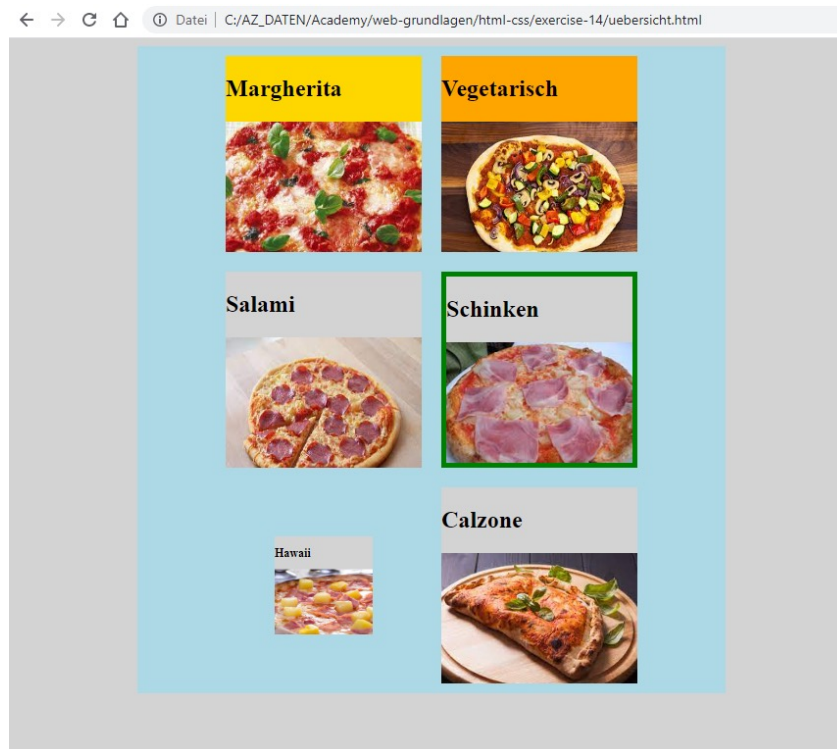 Datei | C:/AZ_DATEN/Academy/web-grundlagen/html-css/exercise-14/uebersicht.html
Margherita
Vegetarisch
Salami
Schinken
Hawaii
Calzone